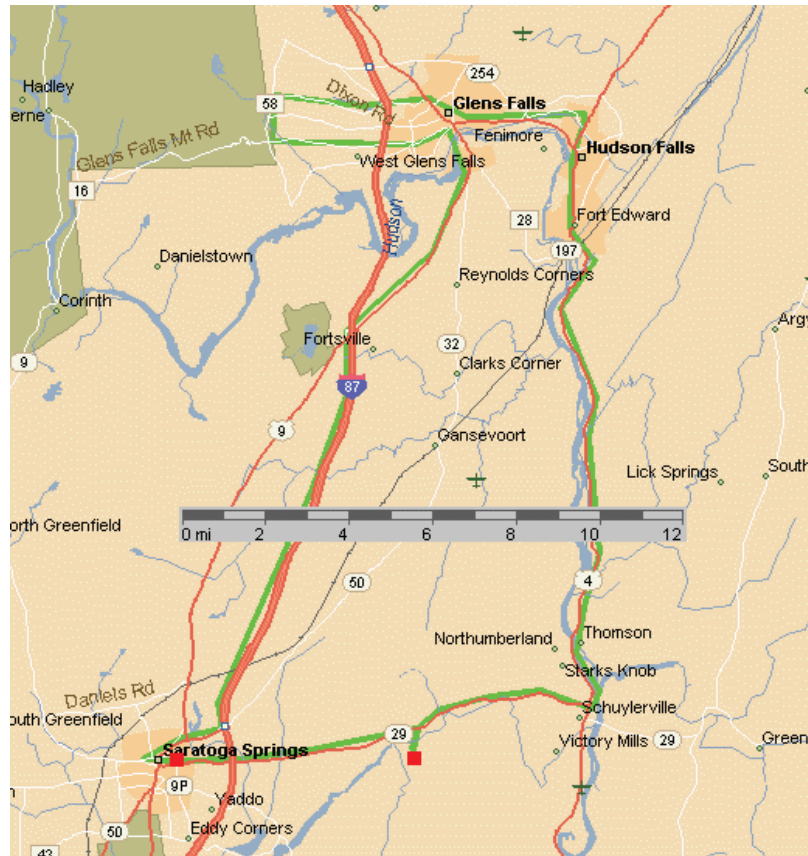 Hadley
erne
254
58
Dixon Rd
Glens Falls
Fenimore
Hudson Falls
Glens Falls Mt Rd
West Glens Falls
16
Hudson
28
Fort Edward
197
Danielstown
Reynolds Corners
Corinth
Argy
Fortsville
32
9
Clarks Corner
87
9
Gansevoort
Lick Springs
South
orth Greenfield
0 mi 2 4 6 8 10 12
50
4
Northumberland
Thomson
Starks Knob
Daniels Rd
outh Greenfield
29
Schuylerville
Saratoga Springs
Victory Mills
29
Green
9P
Yaddo
50
Eddy Corners
43